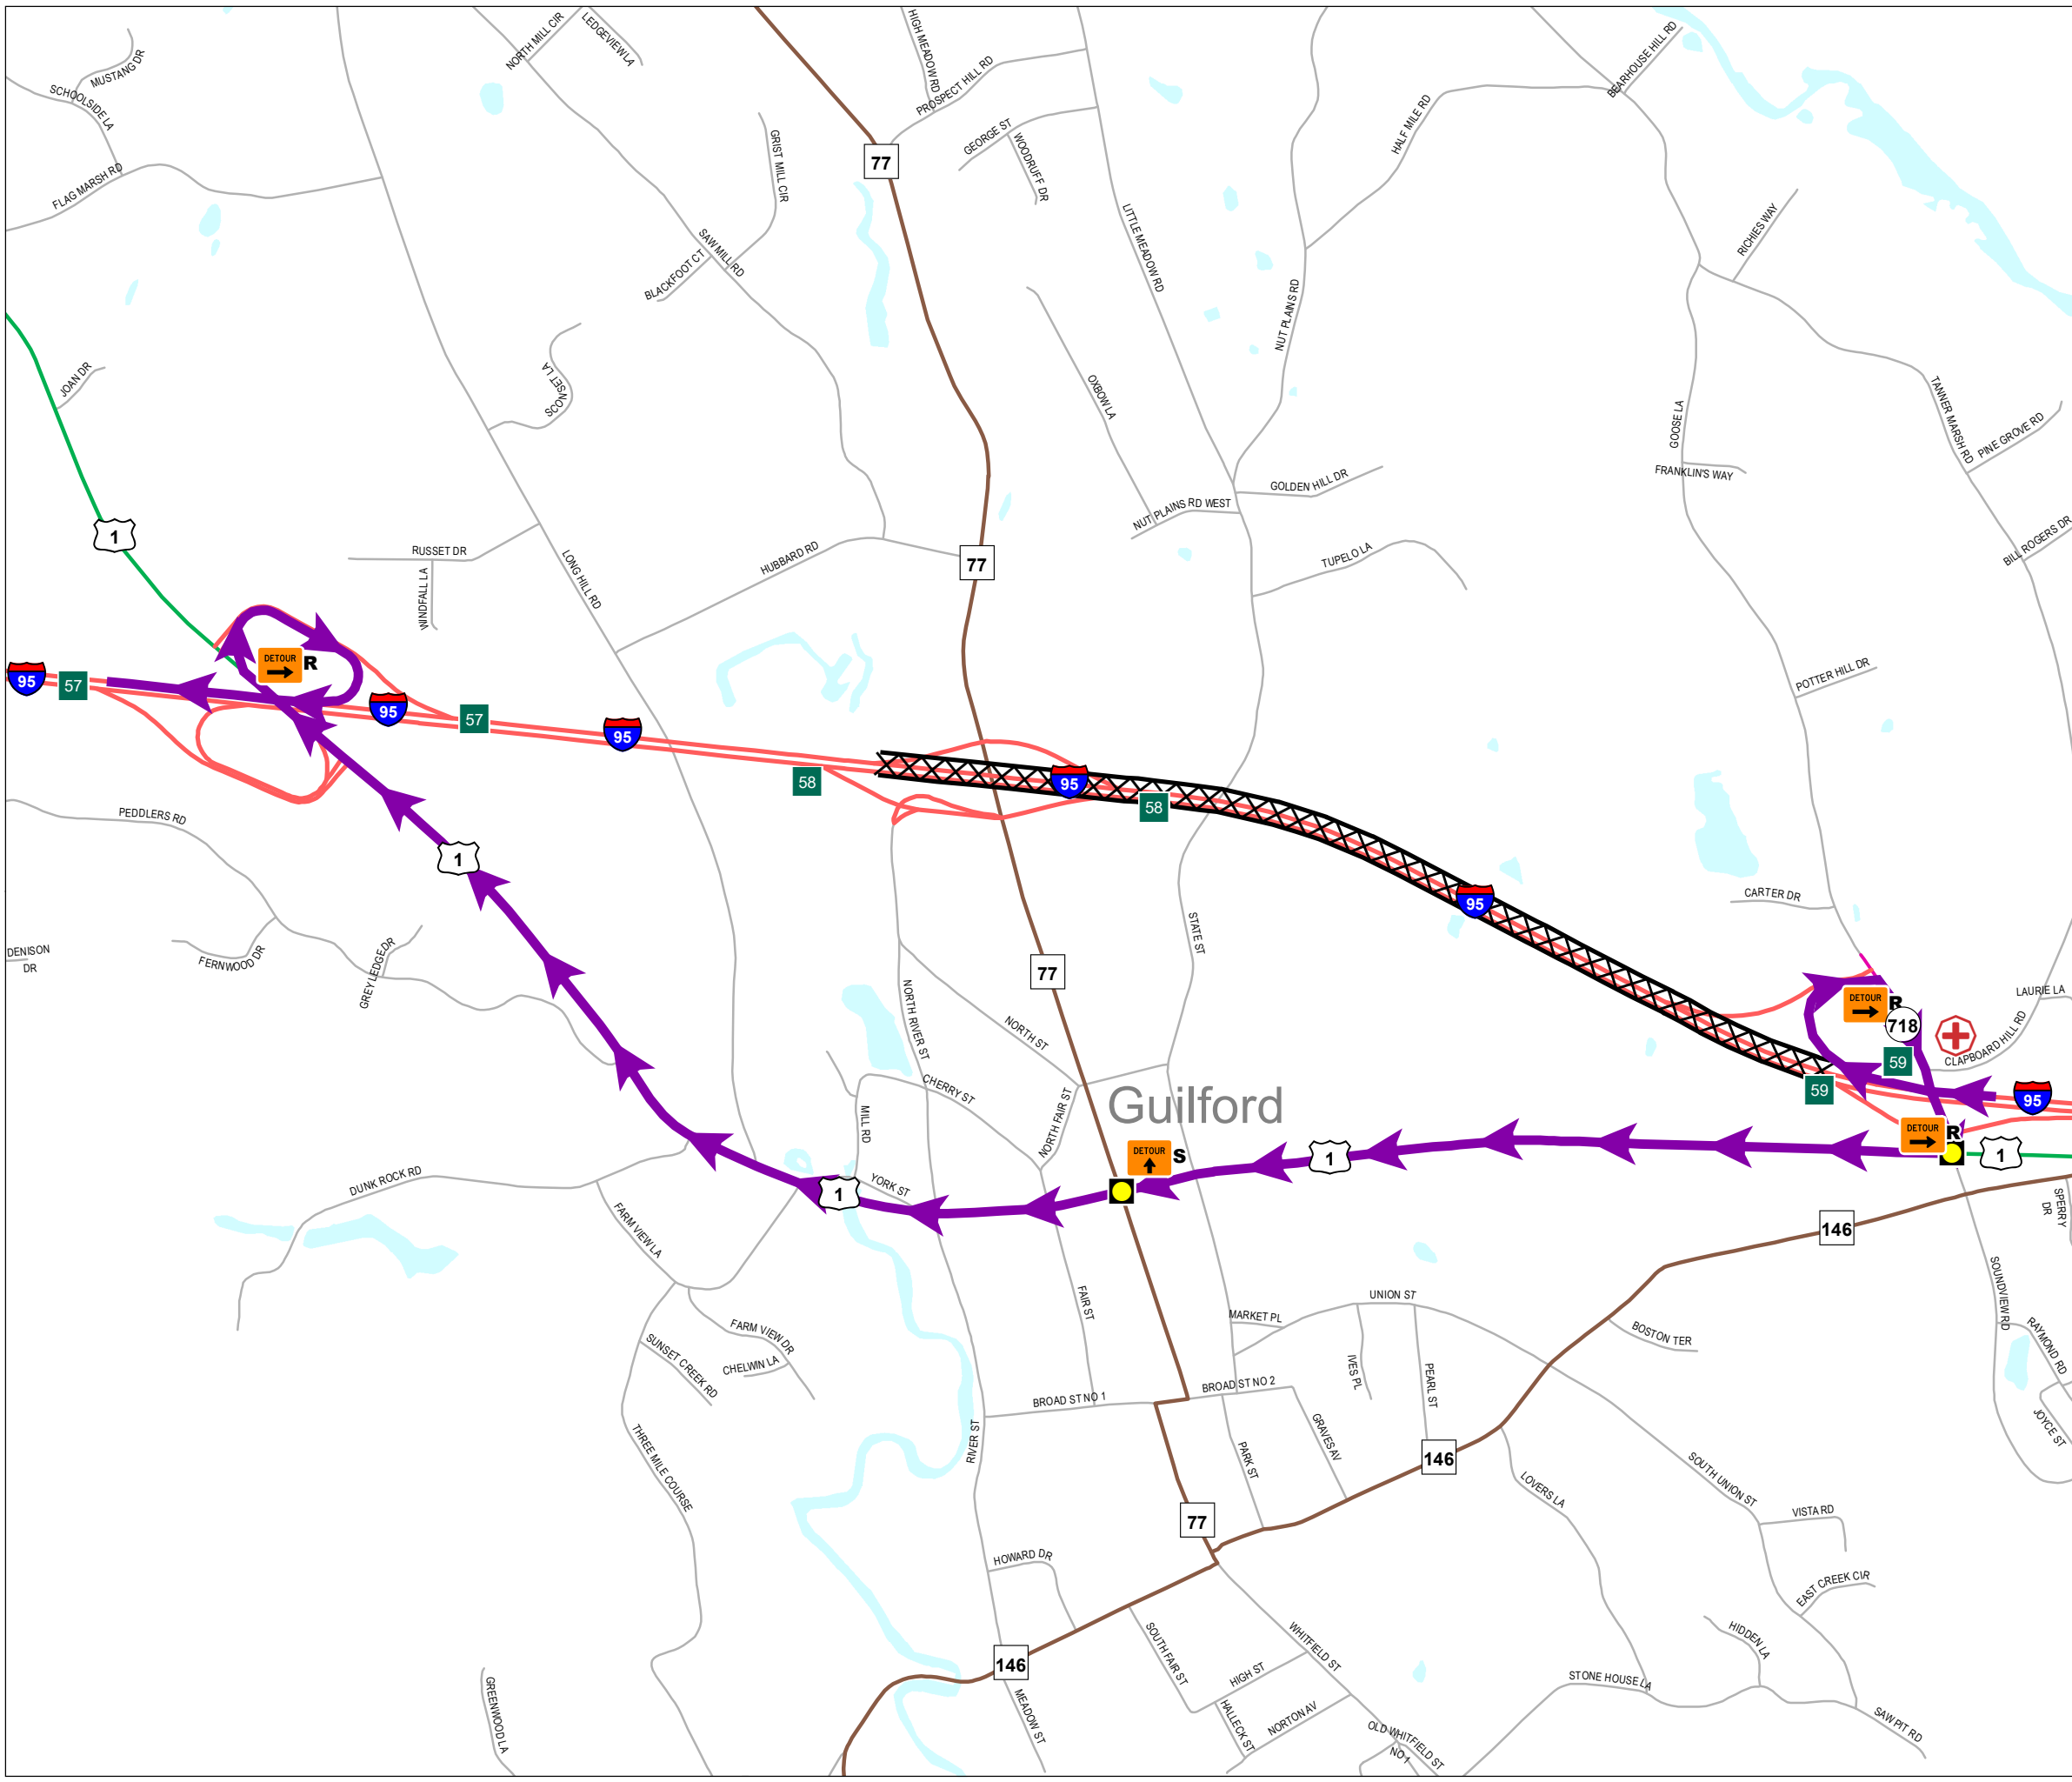 NORTH MILL CIR
LEDGEVIEW LA
HIGH MEADOW RD
PROSPECT HILL RD
BEARHOUSE HILL RD
MUSTANG DR
SCHOOLSIDE LA
FLAG MARSH RD
GRIST MILL CIR
77
GEORGE ST
WOODRUFF DR
HALF MILE RD
SAW MILL RD
BLACKFOOT CT
LITTLE MEADOW RD
RICHIES WAY
NUT PLAINS RD
JOAN DR
SCONSET LA
OXBOW LA
GOOSE LA
TANNER MARSH RD
PINE GROVE RD
FRANKLIN'S WAY
GOLDEN HILL DR
NUT PLAINS RD WEST
1
RUSSET DR
WINDFALL LA
LONG HILL RD
HUBBARD RD
77
TUPELO LA
BILL ROGERS DR
DETOUR
R
95
57
95
57
95
POTTER HILL DR
58
95
58
PEDDLERS RD
1
95
CARTER DR
DENISON
DR
FERNWOOD DR
GREY LEDGE DR
77
STATE ST
NORTH RIVER ST
NORTH ST
DETOUR
R
718
LAURIE LA
CLAPBOARD HILL RD
59
59
95
CHERRY ST
MILL RD
NORTH FAIR ST
Guilford
DETOUR
S
1
DETOUR
R
1
DUNK ROCK RD
1
YORK ST
FARM VIEW LA
146
SPERRY
DR
SOUNDVIEW RD
RAYMOND RD
JOYCE ST
FAIR ST
MARKET PL
UNION ST
BOSTON TER
FARM VIEW DR
CHELWIN LA
SUNSET CREEK RD
IVES PL
PEARL ST
BROAD ST NO 1
BROAD ST NO 2
GRAVES AV
PARK ST
RIVER ST
THREE MILE COURSE
146
LOVERS LA
SOUTH UNION ST
VISTA RD
77
HOWARD DR
EAST CREEK CIR
HIDDEN LA
146
SOUTH FAIR ST
WHITFIELD ST
HIGH ST
HALLECK ST
NORTON AV
MEADOW ST
STONE HOUSE LA
SAW PIT RD
OLD WHITFIELD ST
NO 1
GREENWOOD LA